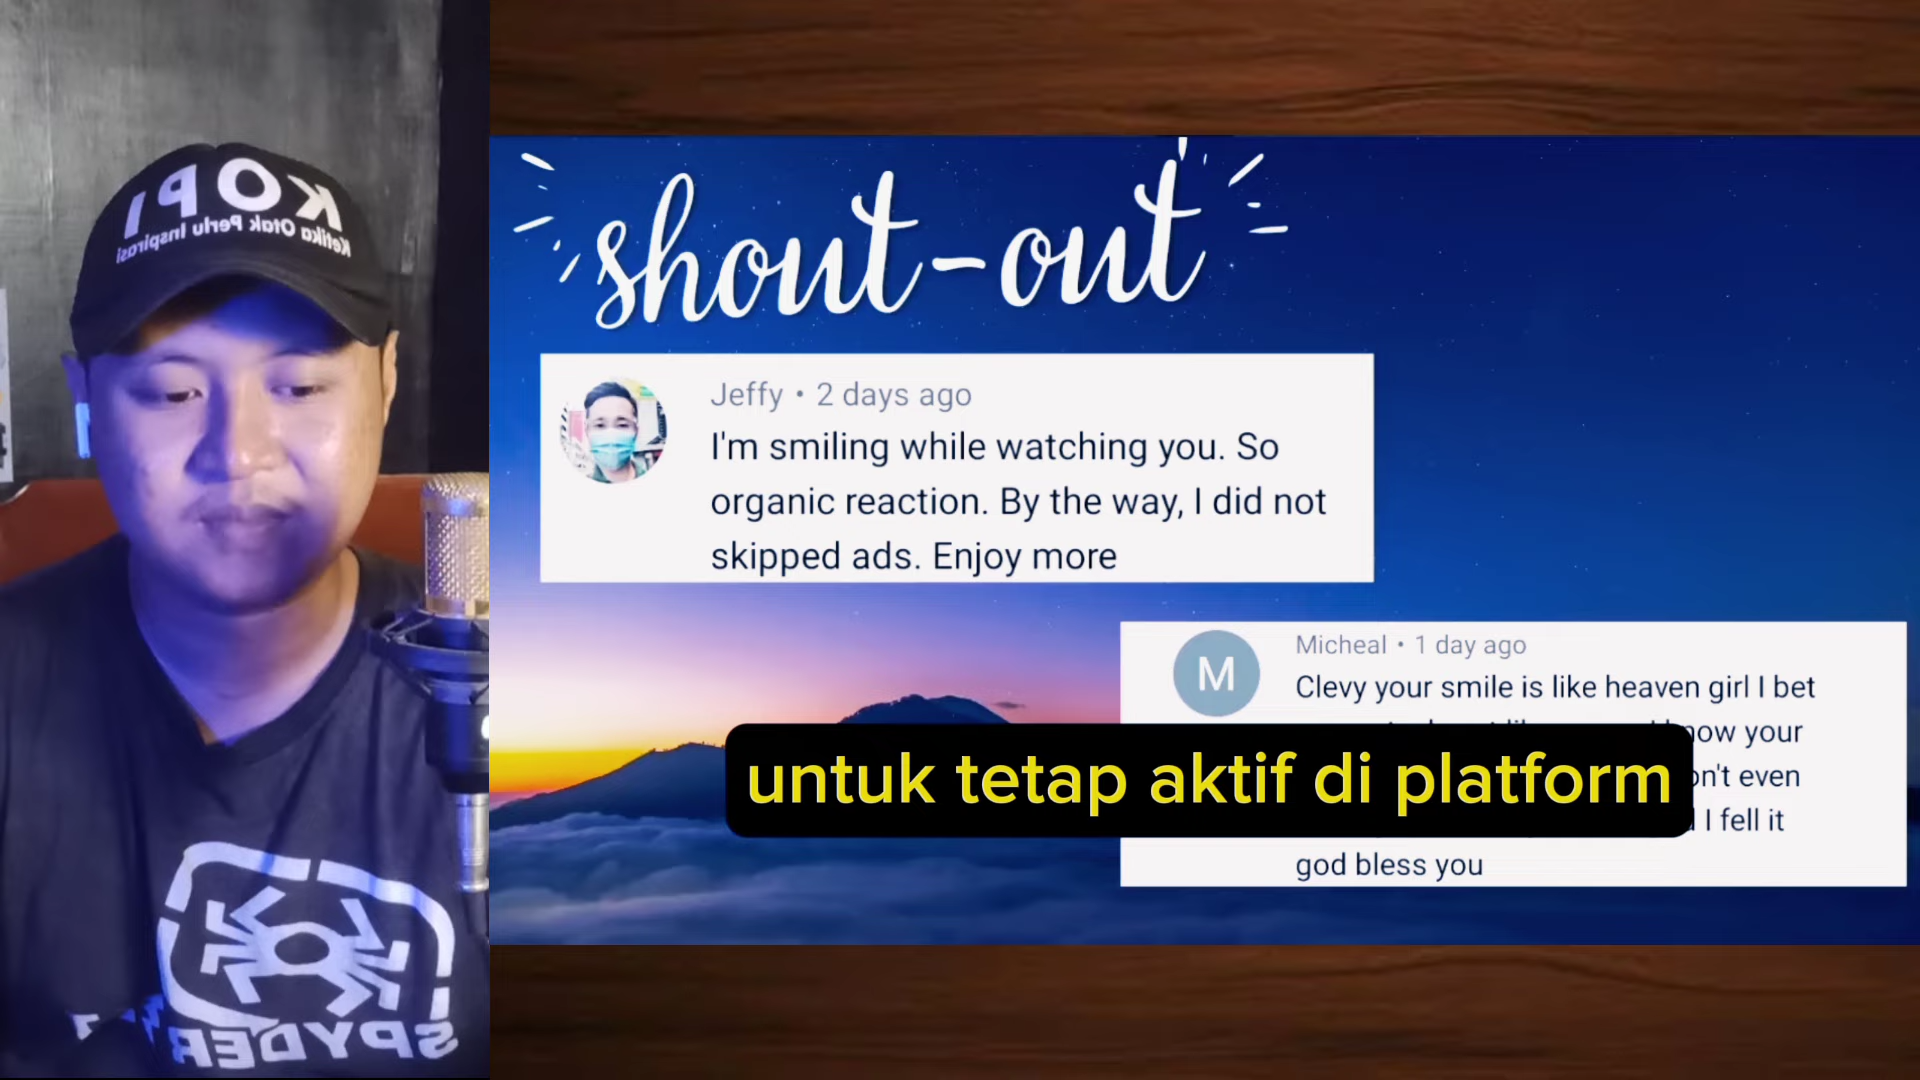 KOPI
Ketika Otak Perlu Inspirasi
SPYDER
shout-out
Jeffy • 2 days ago
I'm smiling while watching you. So
organic reaction. By the way, I did not
skipped ads. Enjoy more
M
Micheal • 1 day ago
Clevy your smile is like heaven girl I bet
your
even
I fell it
god bless you
untuk tetap aktif di platform